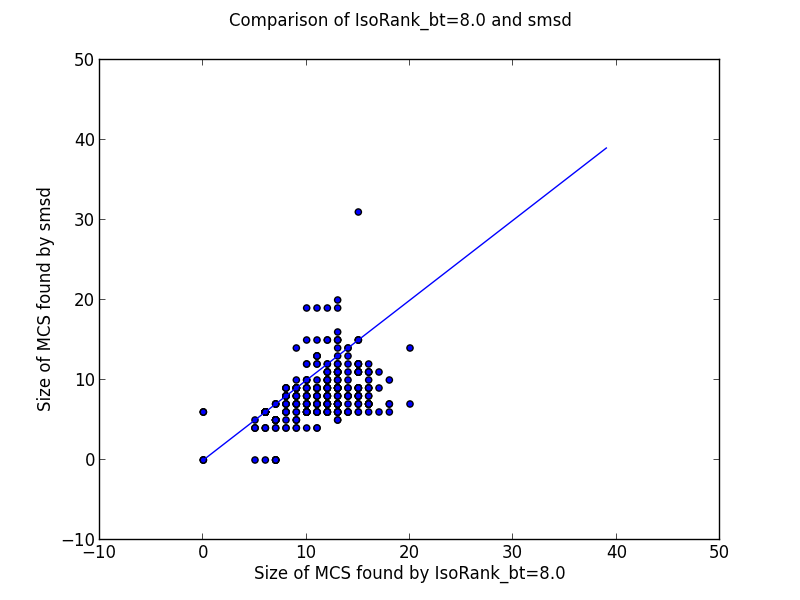 Comparison of IsoRank_bt=8.0 and smsd
50
40
30
20
10
0
−10
Size of MCS found by smsd
−10 0 10 20 30 40 50
Size of MCS found by IsoRank_bt=8.0